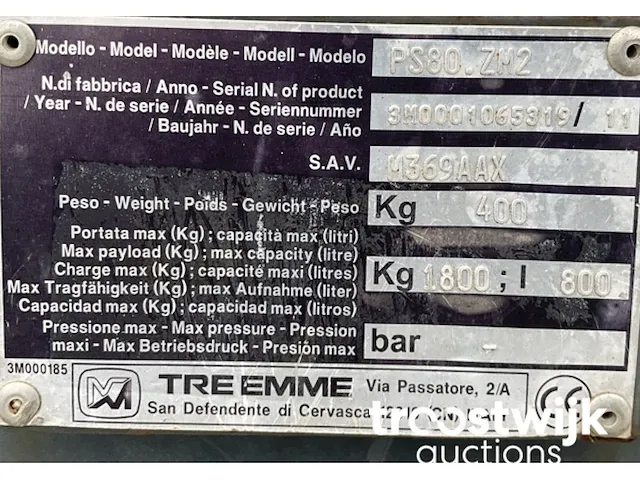 Modello - Model - Modèle - Modell - Modelo PS80.ZM2
N.di fabbrica / Anno - Serial N. of product
/ Year - N. de serie / Année - Seriennummer 3M0001065319/ 11
/ Baujahr - N. de serie / Año
S.A.V. M369AAX
Peso - Weight - Poids - Gewicht - Peso Kg 400
Portata max (Kg) ; capacità max (litri)
Max payload (Kg) ; max capacity (litre)
Charge max (Kg) ; capacité maxi (litres) Kg 1800 ; l 800
Max Tragfähigkeit (Kg) ; max Aufnahme (liter)
Capacidad max (Kg) ; capacidad max (litros)
Pressione max - Max pressure - Pression bar -
maxi - Max Betriebsdruck - Presión max
3M000185
M TRE EMME Via Passatore, 2/A CE
San Defendente di Cervasca
troostwijk
auctions